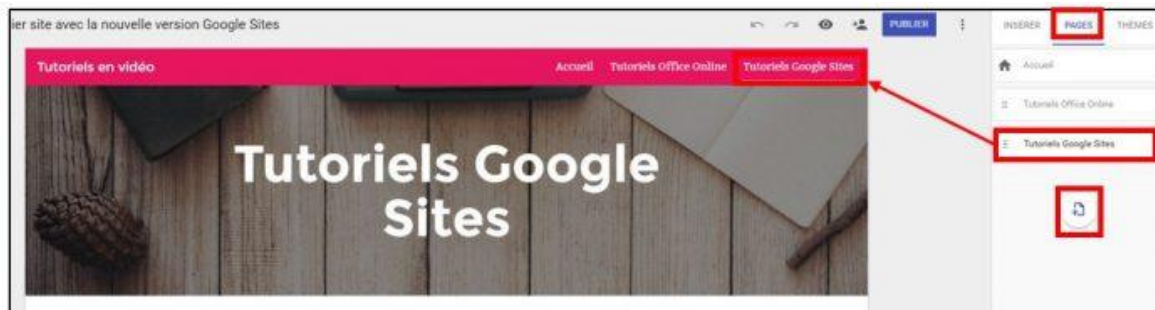 ier site avec la nouvelle version Google Sites
PUBLIER
INSÉRER PAGES THÈMES
Tutoriels en vidéo
Accueil Tutoriels Office Online Tutoriels Google Sites
Accueil
Tutoriels Office Online
Tutoriels Google Sites
Tutoriels Google
Sites